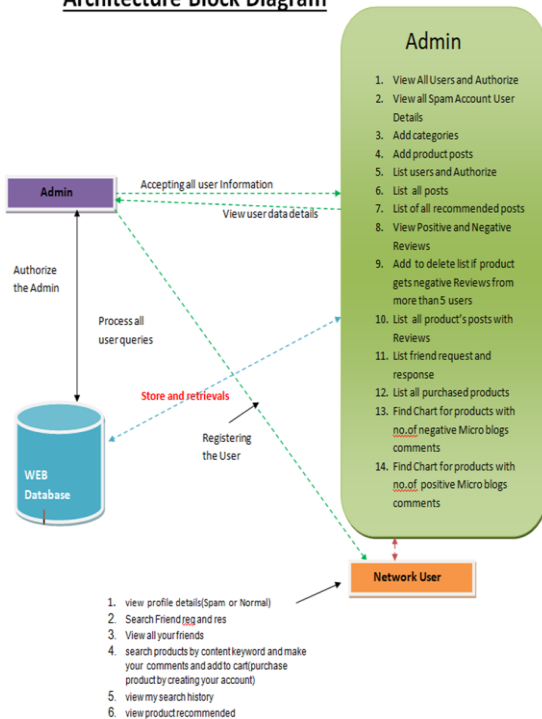 Architecture Block Diagram
Admin
1. View All Users and Authorize
2. View all Spam Account User
Details
3. Add categories
4. Add product posts
5. List users and Authorize
6. List all posts
7. List of all recommended posts
8. View Positive and Negative
Reviews
9. Add to delete list if product
gets negative Reviews from
more than 5 users
10. List all product's posts with
Reviews
11. List friend request and
response
12. List all purchased products
13. Find Chart for products with
no.of negative Micro blogs
comments
14. Find Chart for products with
no.of positive Micro blogs
comments
Admin
Accepting all user Information
View user data details
Authorize
the Admin
Process all
user queries
Store and retrievals
Registering
the User
WEB
Database
Network User
1. view profile details(Spam or Normal)
2. Search Friend req and res
3. View all your friends
4. search products by content keyword and make
your comments and add to cart(purchase
product by creating your account)
5. view my search history
6. view product recommended